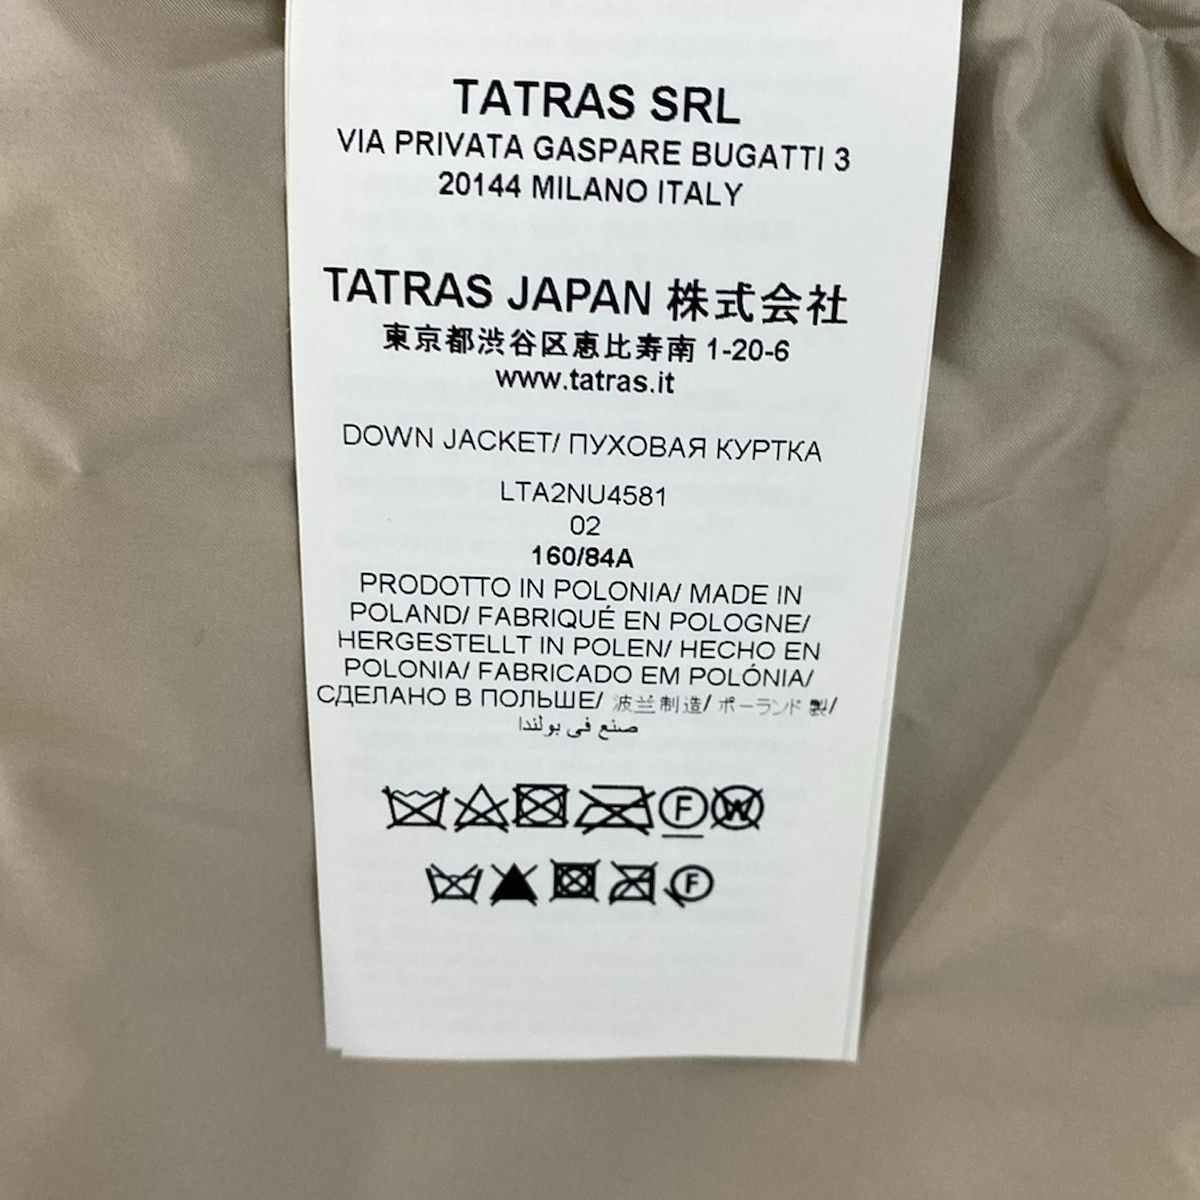 TATRAS SRL
VIA PRIVATA GASPARE BUGATTI 3
20144 MILANO ITALY
TATRAS JAPAN 株式会社
東京都渋谷区恵比寿南 1-20-6
www.tatras.it
DOWN JACKET/ ПУХОВАЯ КУРТКА
LTA2NU4581
02
160/84A
PRODOTTO IN POLONIA/ MADE IN
POLAND/ FABRIQUÉ EN POLOGNE/
HERGESTELLT IN POLEN/ HECHO EN
POLONIA/ FABRICADO EM POLÓNIA/
СДЕЛАНО В ПОЛЬШЕ/ 波兰制造/ ポーランド 製/
صنع في بولندا
F W
F